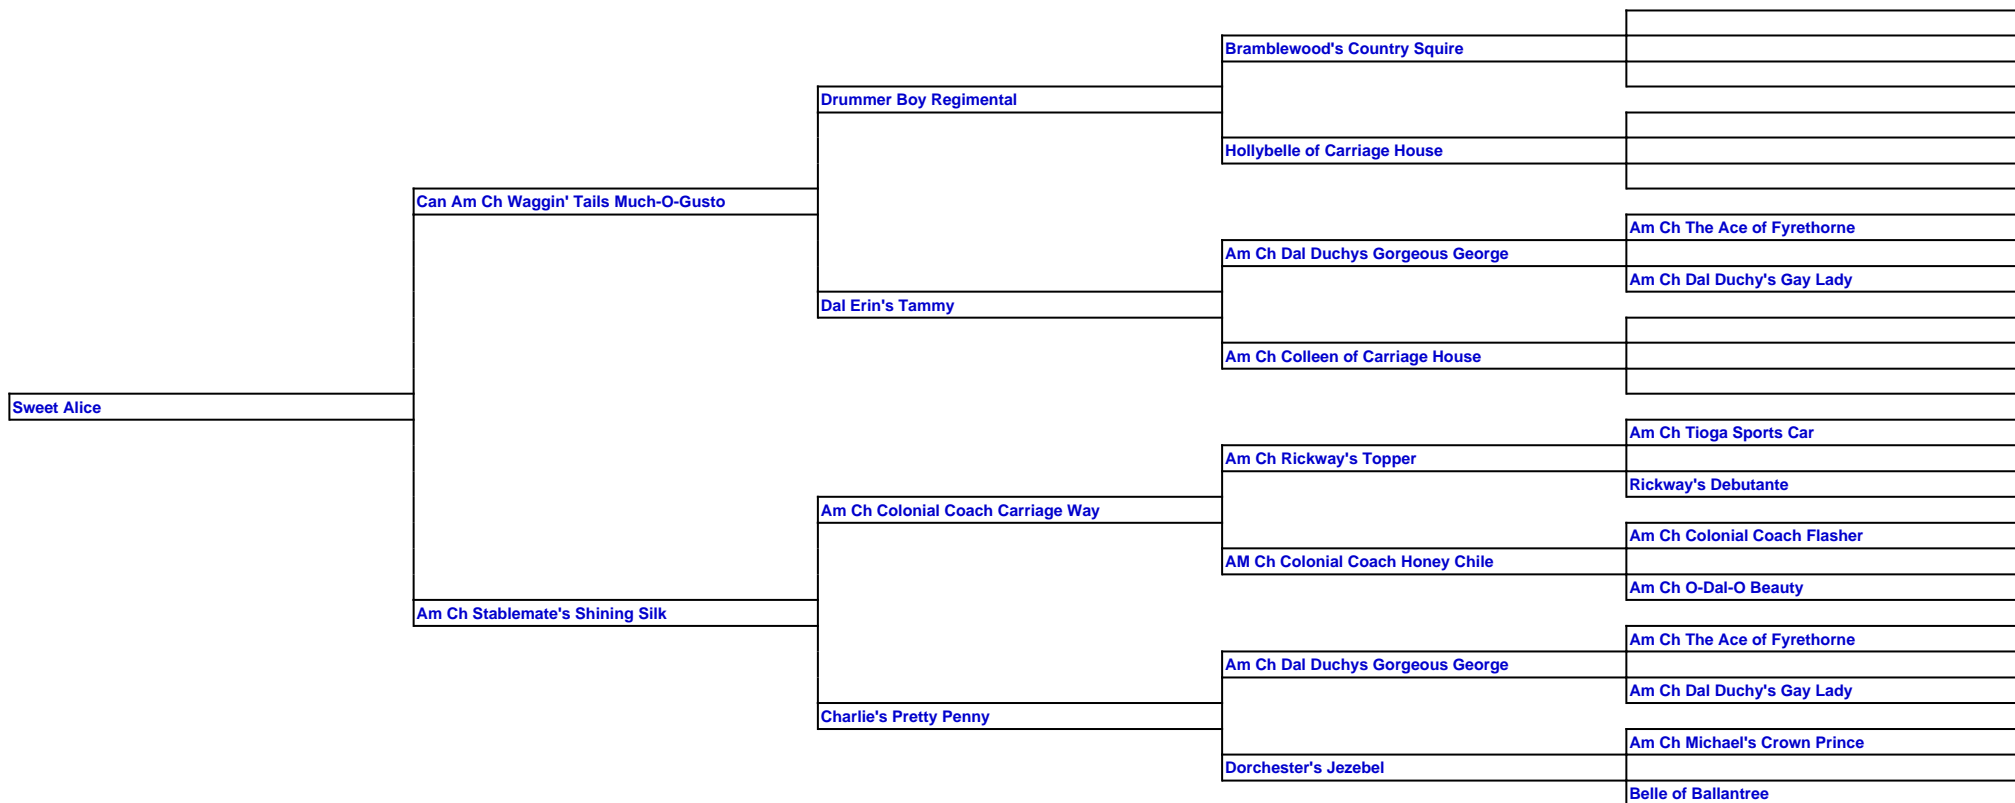 Bramblewood's Country Squire
Drummer Boy Regimental
Hollybelle of Carriage House
Can Am Ch Waggin' Tails Much-O-Gusto
Am Ch The Ace of Fyrethorne
Am Ch Dal Duchys Gorgeous George
Am Ch Dal Duchy's Gay Lady
Dal Erin's Tammy
Am Ch Colleen of Carriage House
Sweet Alice
Am Ch Tioga Sports Car
Am Ch Rickway's Topper
Rickway's Debutante
Am Ch Colonial Coach Carriage Way
Am Ch Colonial Coach Flasher
AM Ch Colonial Coach Honey Chile
Am Ch O-Dal-O Beauty
Am Ch Stablemate's Shining Silk
Am Ch The Ace of Fyrethorne
Am Ch Dal Duchys Gorgeous George
Am Ch Dal Duchy's Gay Lady
Charlie's Pretty Penny
Am Ch Michael's Crown Prince
Dorchester's Jezebel
Belle of Ballantree